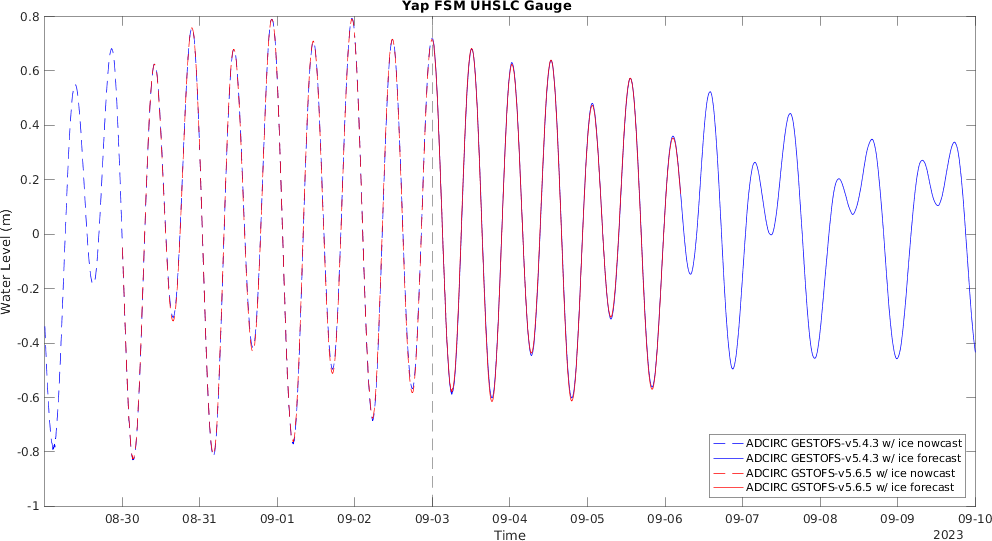 Yap FSM UHSLC Gauge
0.8
0.6
0.4
0.2
0
-0.2
-0.4
-0.6
-0.8
-1
Water Level (m)
ADCIRC GESTOFS-v5.4.3 w/ ice nowcast
ADCIRC GESTOFS-v5.4.3 w/ ice forecast
ADCIRC GSTOFS-v5.6.5 w/ ice nowcast
ADCIRC GSTOFS-v5.6.5 w/ ice forecast
08-30 08-31 09-01 09-02 09-03 09-04 09-05 09-06 09-07 09-08 09-09 09-10
Time
2023